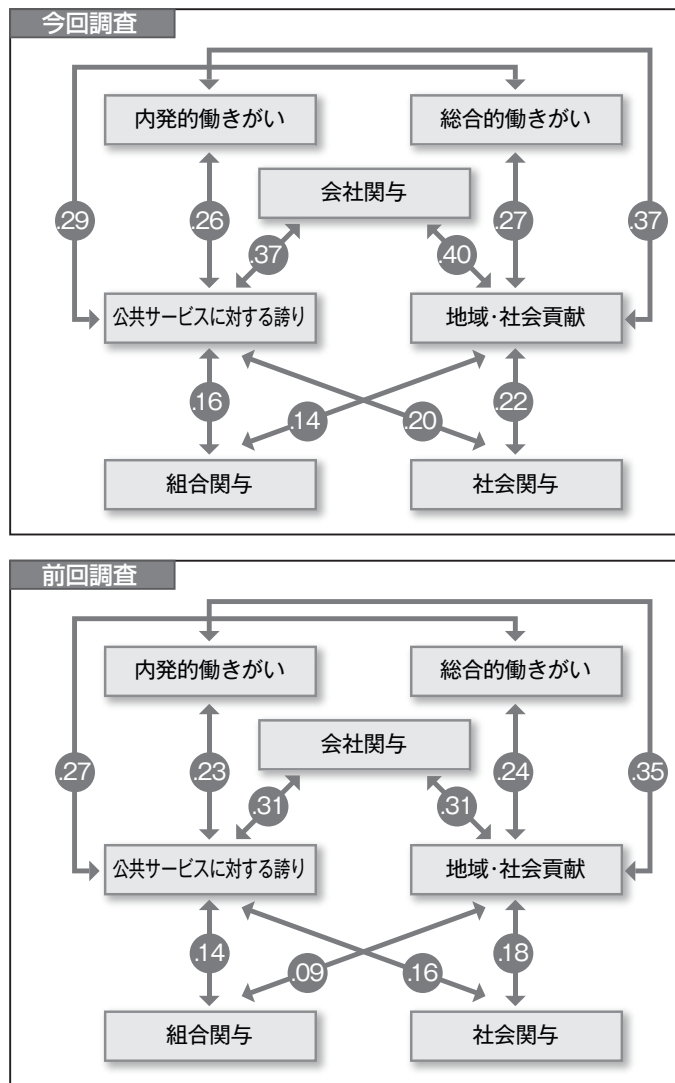 今回調査
内発的働きがい
総合的働きがい
会社関与
.29
.26
.37
.40
.27
.37
公共サービスに対する誇り
地域・社会貢献
.16
.14
.20
.22
組合関与
社会関与
前回調査
内発的働きがい
総合的働きがい
会社関与
.27
.23
.31
.31
.24
.35
公共サービスに対する誇り
地域・社会貢献
.14
.09
.16
.18
組合関与
社会関与